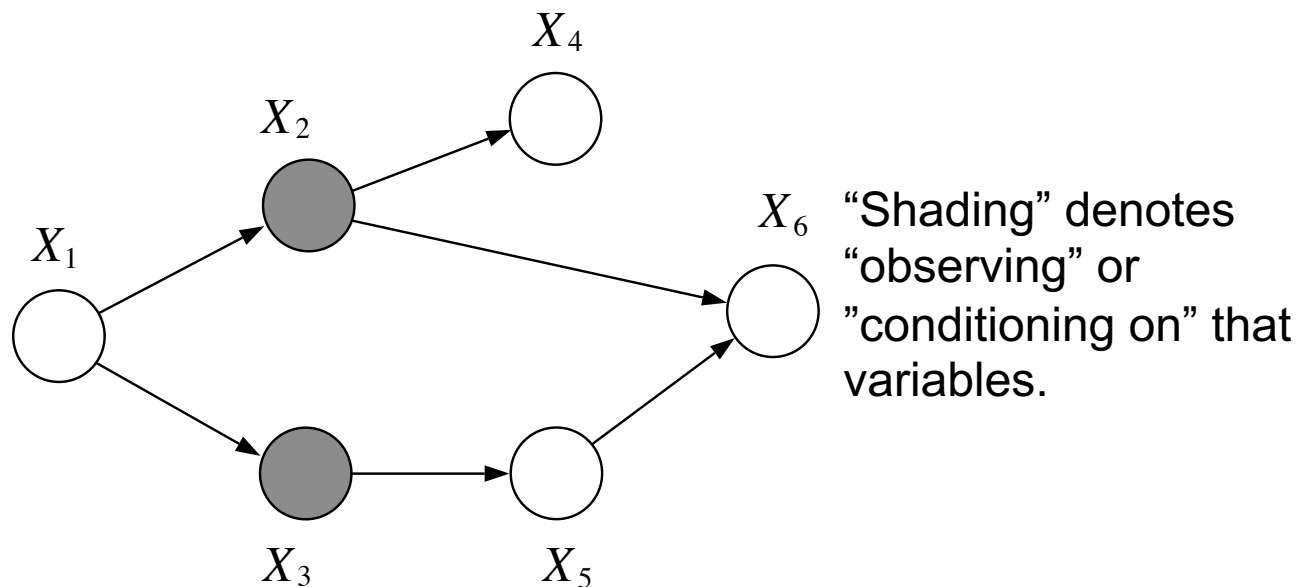 X4
X2
X6
X1
“Shading” denotes
“observing” or
”conditioning on” that
variables.
X3
X5